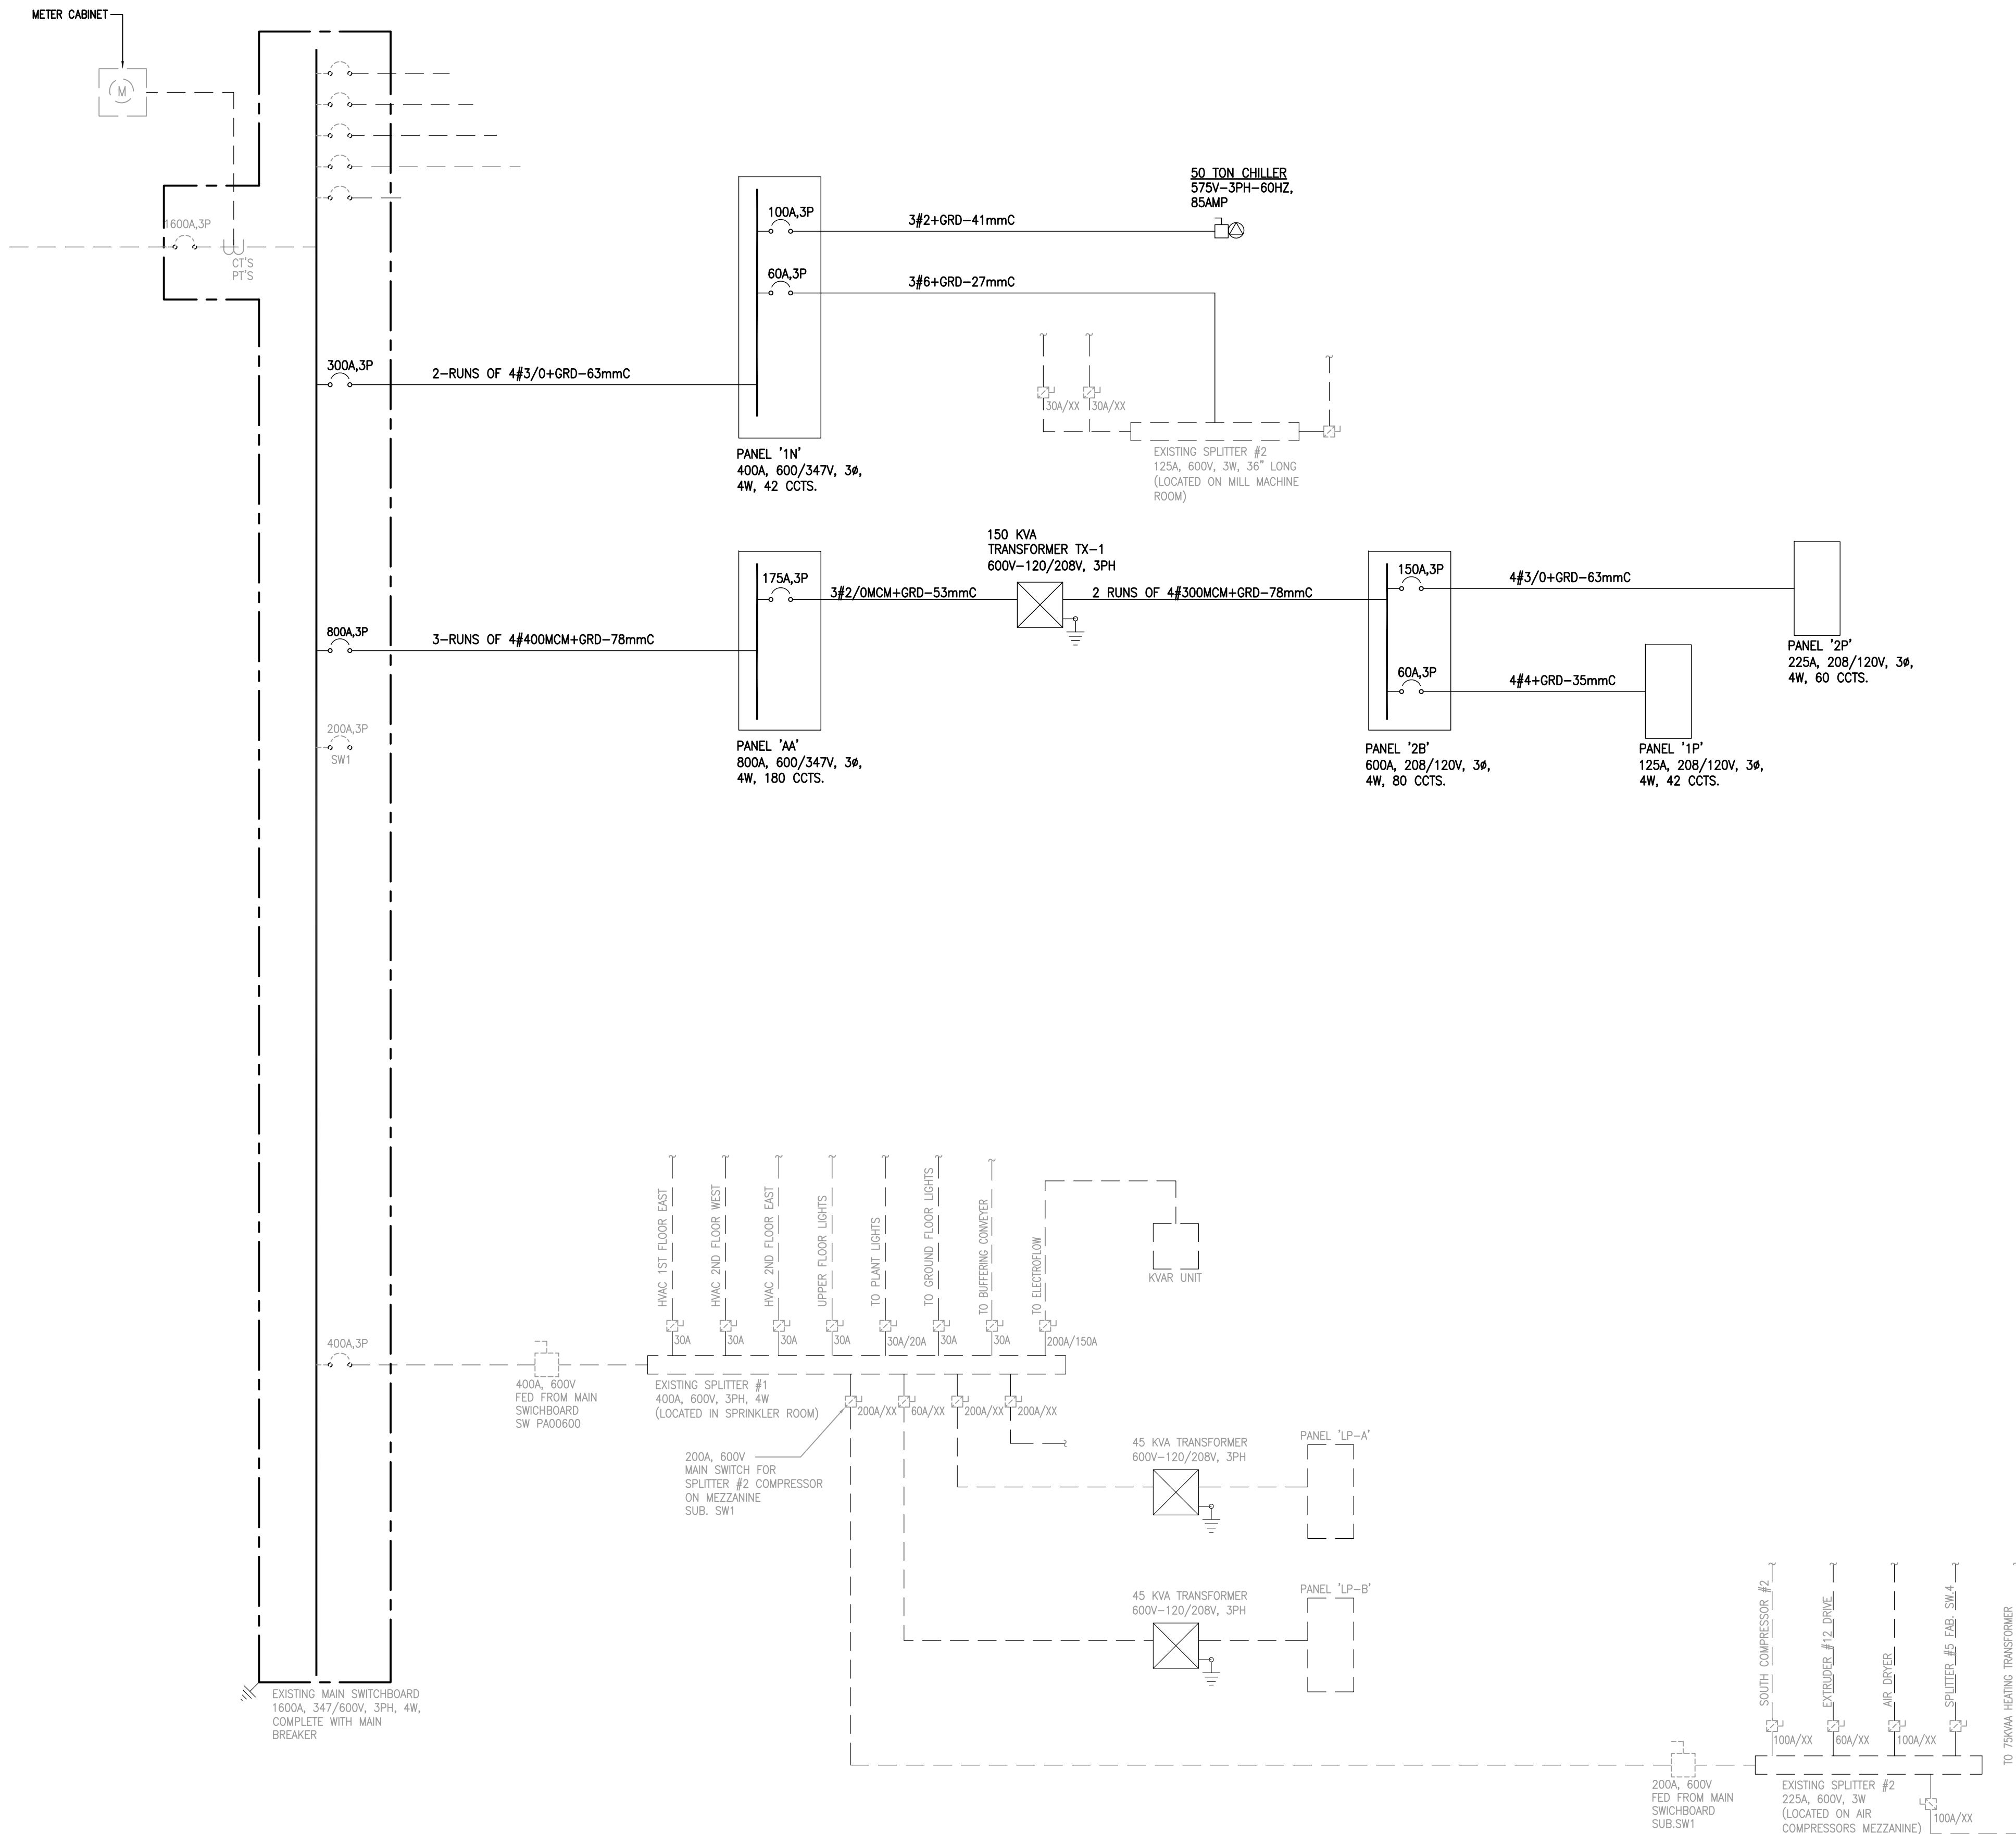 METER CABINET
M
1600A,3P
CT'S
PT'S
300A,3P
2-RUNS OF 4#3/0+GRD-63mmC
100A,3P
3#2+GRD-41mmC
60A,3P
3#6+GRD-27mmC
50 TON CHILLER
575V-3PH-60HZ,
85AMP
30A/XX
30A/XX
EXISTING SPLITTER #2
125A, 600V, 3W, 36" LONG
(LOCATED ON MILL MACHINE
ROOM)
PANEL '1N'
400A, 600/347V, 3ø,
4W, 42 CCTS.
800A,3P
3-RUNS OF 4#400MCM+GRD-78mmC
175A,3P
3#2/0MCM+GRD-53mmC
150 KVA
TRANSFORMER TX-1
600V-120/208V, 3PH
2 RUNS OF 4#300MCM+GRD-78mmC
150A,3P
4#3/0+GRD-63mmC
60A,3P
4#4+GRD-35mmC
PANEL '2P'
225A, 208/120V, 3ø,
4W, 60 CCTS.
PANEL 'AA'
800A, 600/347V, 3ø,
4W, 180 CCTS.
PANEL '2B'
600A, 208/120V, 3ø,
4W, 80 CCTS.
PANEL '1P'
125A, 208/120V, 3ø,
4W, 42 CCTS.
200A,3P
SW1
400A,3P
400A, 600V
FED FROM MAIN
SWICHBOARD
SW PA00600
HVAC 1ST FLOOR EAST
HVAC 2ND FLOOR WEST
HVAC 2ND FLOOR EAST
UPPER FLOOR LIGHTS
TO PLANT LIGHTS
TO GROUND FLOOR LIGHTS
TO BUFFERING CONVEYER
TO ELECTROFLOW
KVAR UNIT
30A
30A
30A
30A
30A/20A
30A
30A
200A/150A
EXISTING SPLITTER #1
400A, 600V, 3PH, 4W
(LOCATED IN SPRINKLER ROOM)
200A/XX
60A/XX
200A/XX
200A/XX
200A, 600V
MAIN SWITCH FOR
SPLITTER #2 COMPRESSOR
ON MEZZANINE
SUB. SW1
45 KVA TRANSFORMER
600V-120/208V, 3PH
PANEL 'LP-A'
45 KVA TRANSFORMER
600V-120/208V, 3PH
PANEL 'LP-B'
EXISTING MAIN SWITCHBOARD
1600A, 347/600V, 3PH, 4W,
COMPLETE WITH MAIN
BREAKER
SOUTH COMPRESSOR #2
EXTRUDER #12 DRIVE
AIR DRYER
SPLITTER #5 FAB. SW.4
TO 75KVAA HEATING TRANSFORMER
100A/XX
60A/XX
100A/XX
200A, 600V
FED FROM MAIN
SWICHBOARD
SUB.SW1
EXISTING SPLITTER #2
225A, 600V, 3W
(LOCATED ON AIR
COMPRESSORS MEZZANINE)
100A/XX